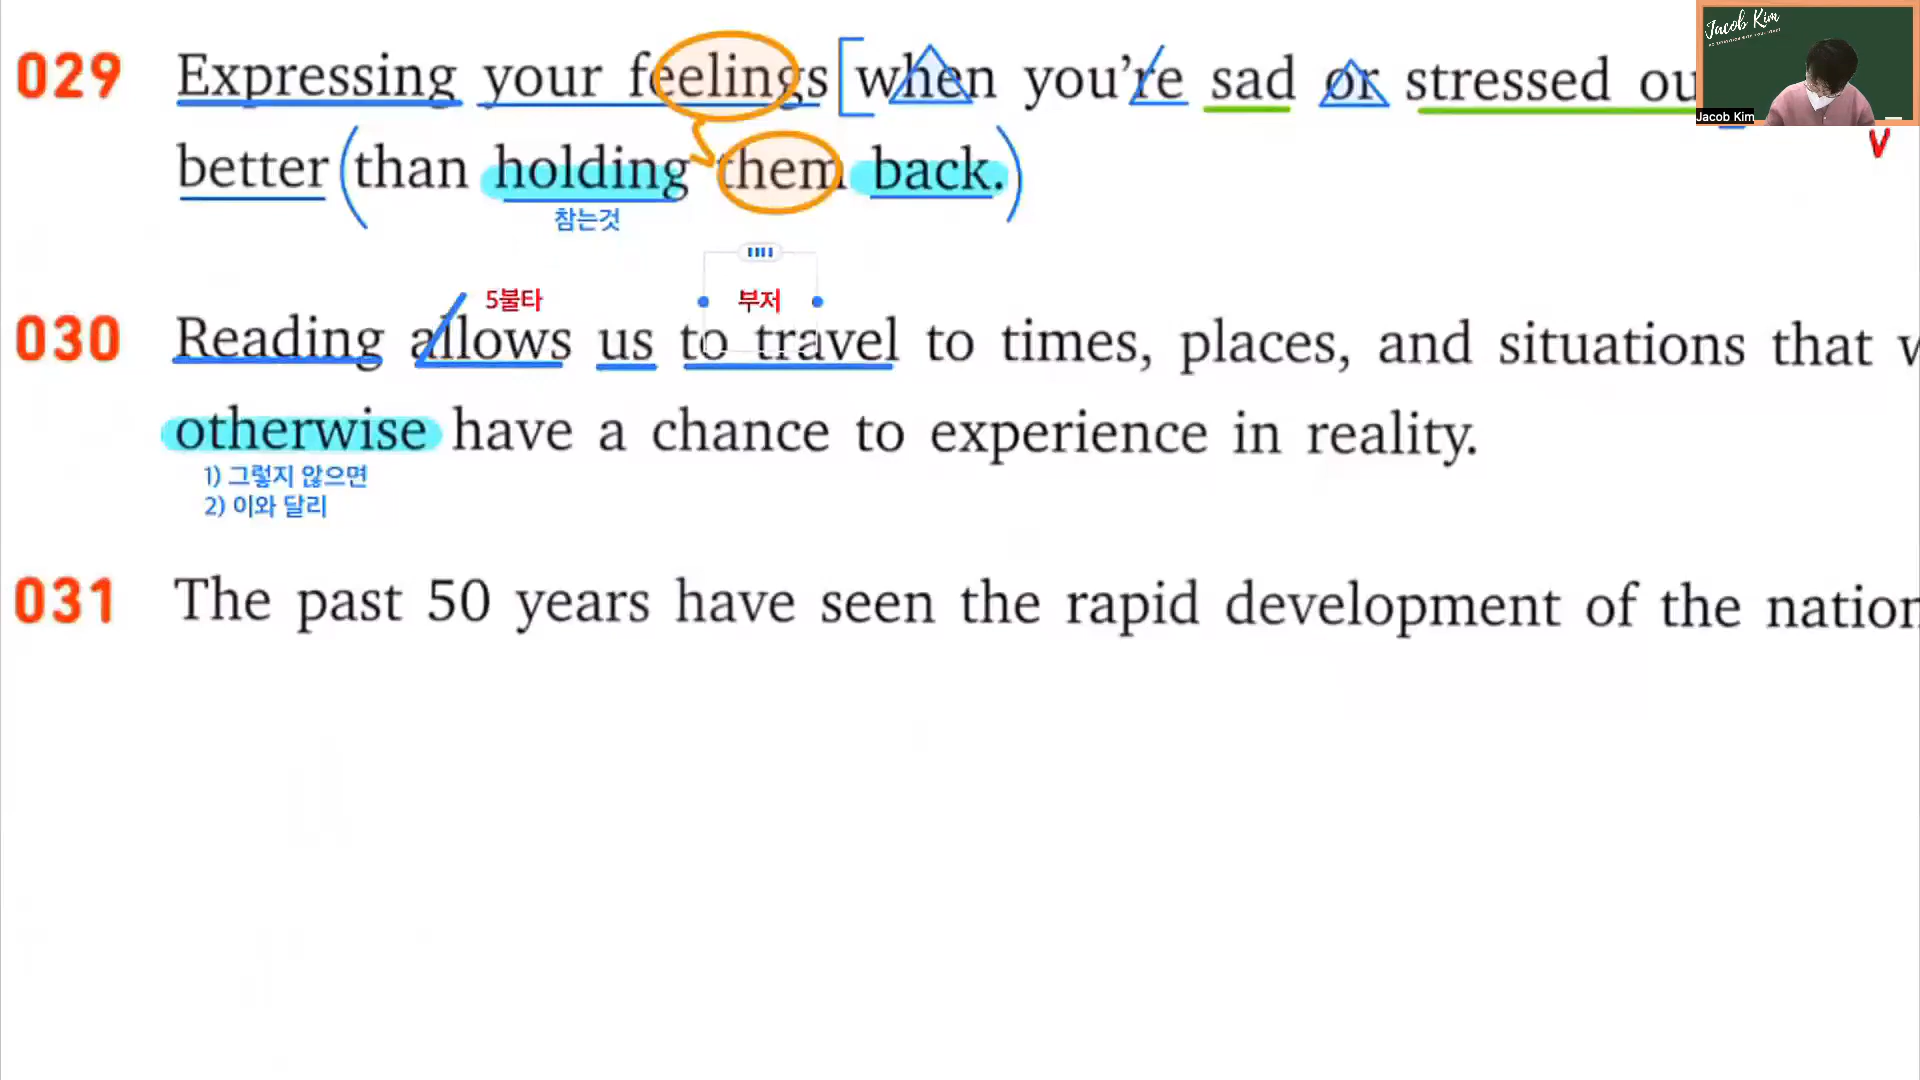 Jacob Kim
029 Expressing your feelings when you're sad or stressed
Jacob Kim
V
better (than holding them back.)
참는것
5불타
부저
030 Reading allows us to travel to times, places, and situations that
otherwise have a chance to experience in reality.
1) 그렇지 않으면
2) 이와 달리
031 The past 50 years have seen the rapid development of the